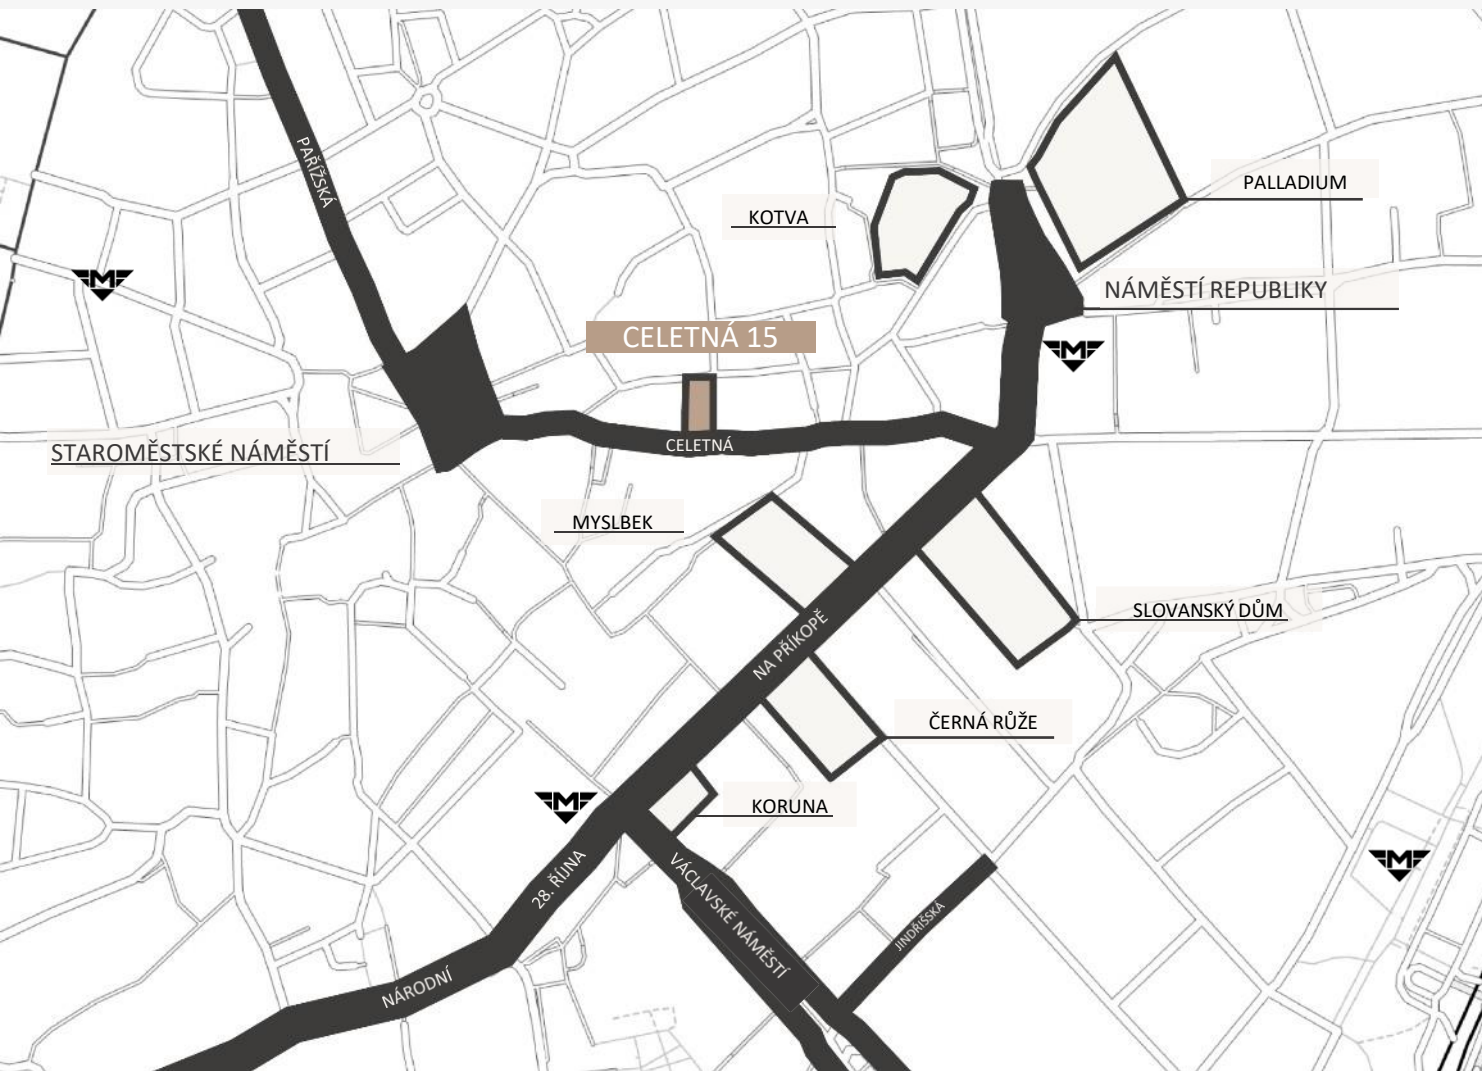 PAŘÍŽSKÁ
PALLADIUM
KOTVA
M
NÁMĚSTÍ REPUBLIKY
CELETNÁ 15
M
STAROMĚSTSKÉ NÁMĚSTÍ
CELETNÁ
MYSLBEK
SLOVANSKÝ DŮM
NA PŘÍKOPĚ
ČERNÁ RŮŽE
M
KORUNA
28. ŘÍJNA
VÁCLAVSKÉ NÁMĚSTÍ
M
JINDŘIŠSKÁ
NÁRODNÍ